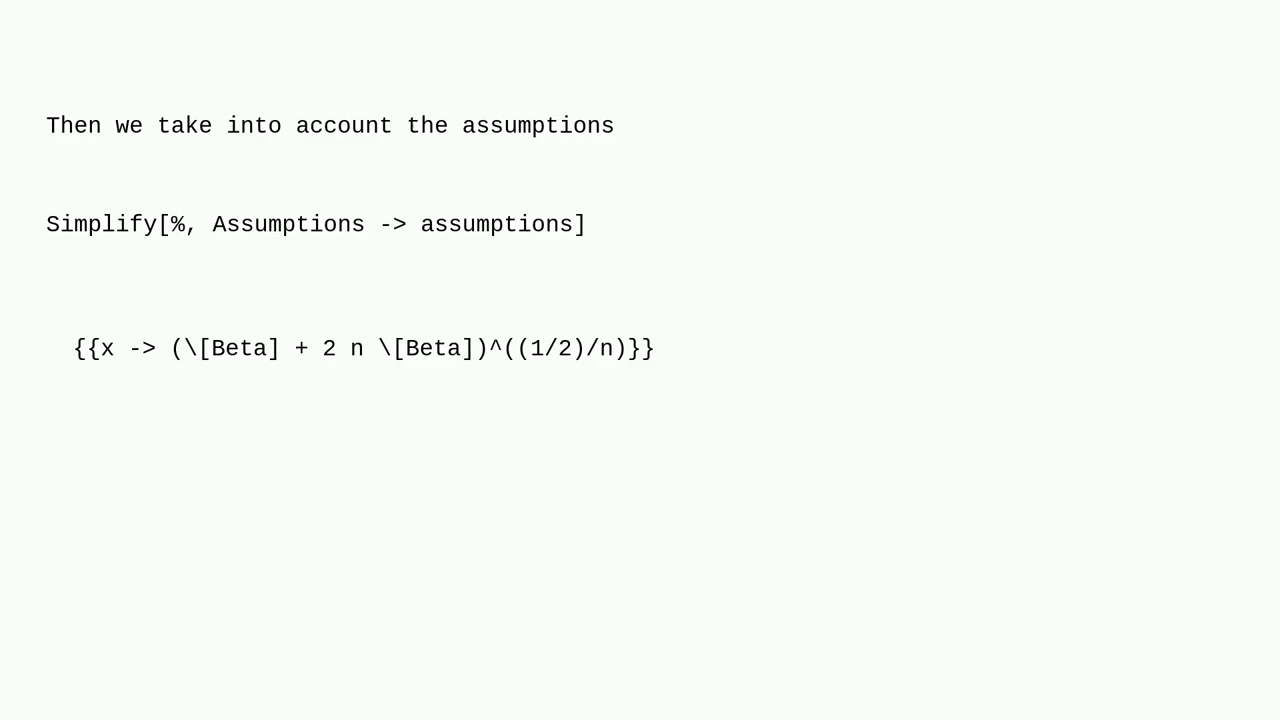 Then we take into account the assumptions
Simplify[%, Assumptions -> assumptions]
{{x -> (\[Beta] + 2 n \[Beta])^((1/2)/n)}}